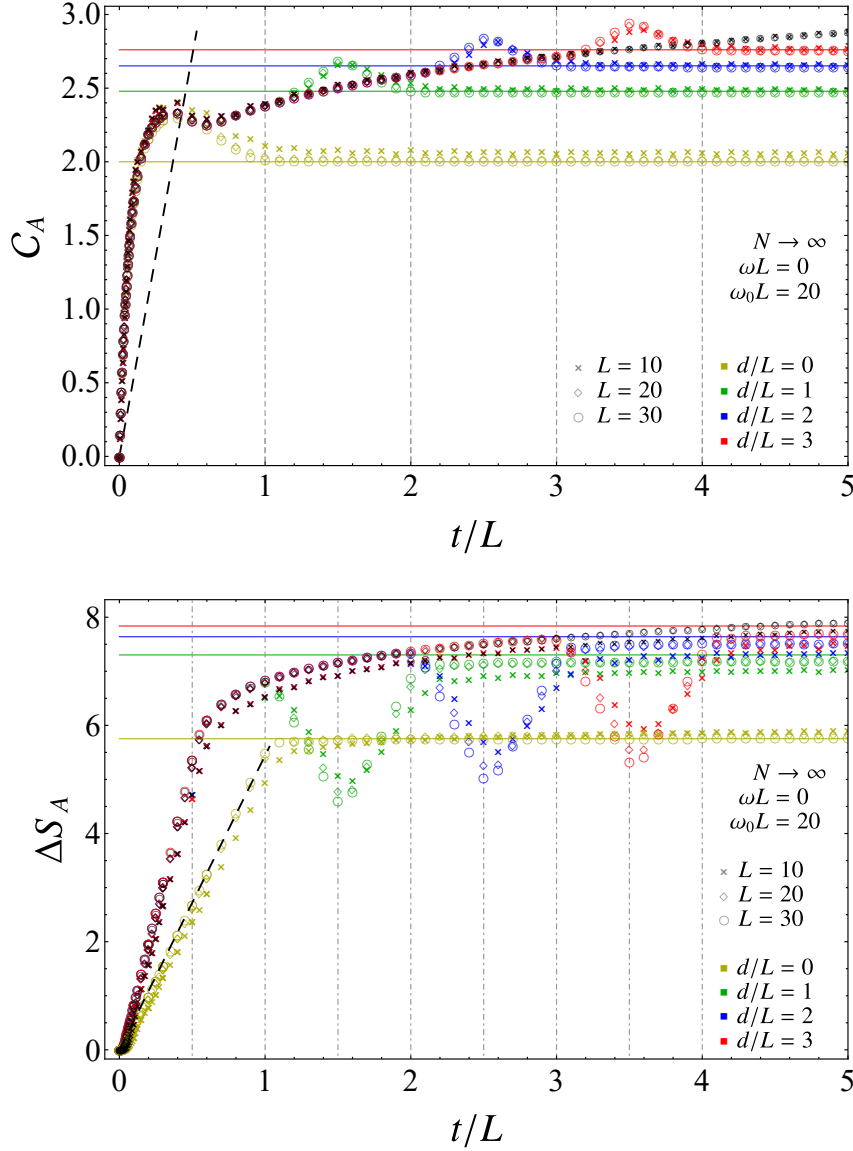 3.0
2.5
2.0
1.5
1.0
0.5
0.0
C_A
N → ∞
ωL = 0
ω₀L = 20
× L = 10
◇ L = 20
○ L = 30
■ d/L = 0
■ d/L = 1
■ d/L = 2
■ d/L = 3
0 1 2 3 4 5
t/L
8
6
4
2
0
ΔS_A
N → ∞
ωL = 0
ω₀L = 20
× L = 10
◇ L = 20
○ L = 30
■ d/L = 0
■ d/L = 1
■ d/L = 2
■ d/L = 3
0 1 2 3 4 5
t/L